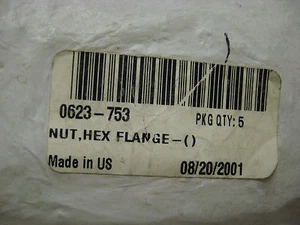 0623-753 PKG QTY: 5
NUT,HEX FLANGE-()
Made in US 08/20/2001